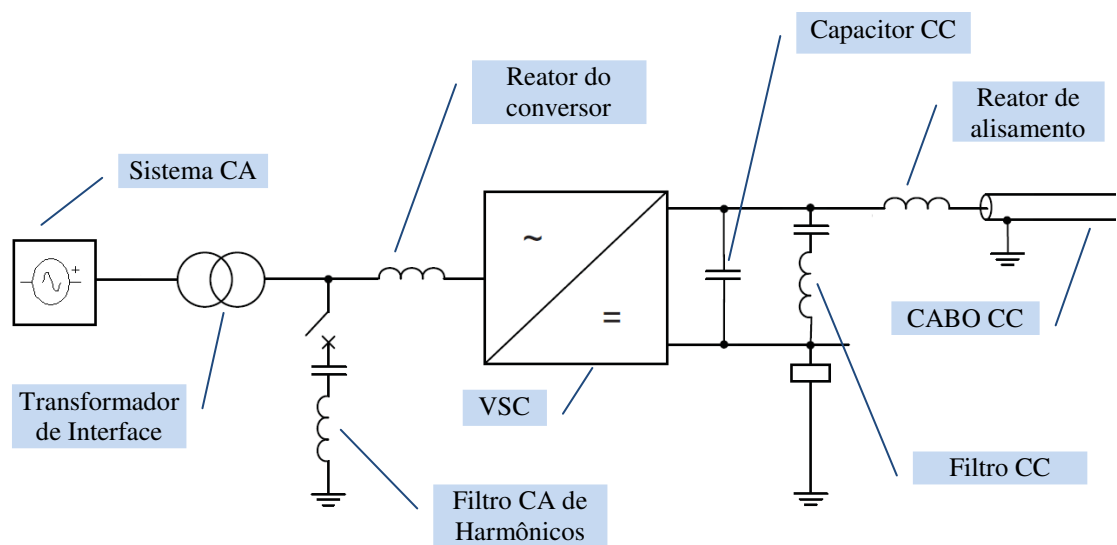 Capacitor CC
Reator do
conversor
Reator de
alisamento
Sistema CA
+
~
=
CABO CC
Transformador
de Interface
VSC
Filtro CC
Filtro CA de
Harmônicos